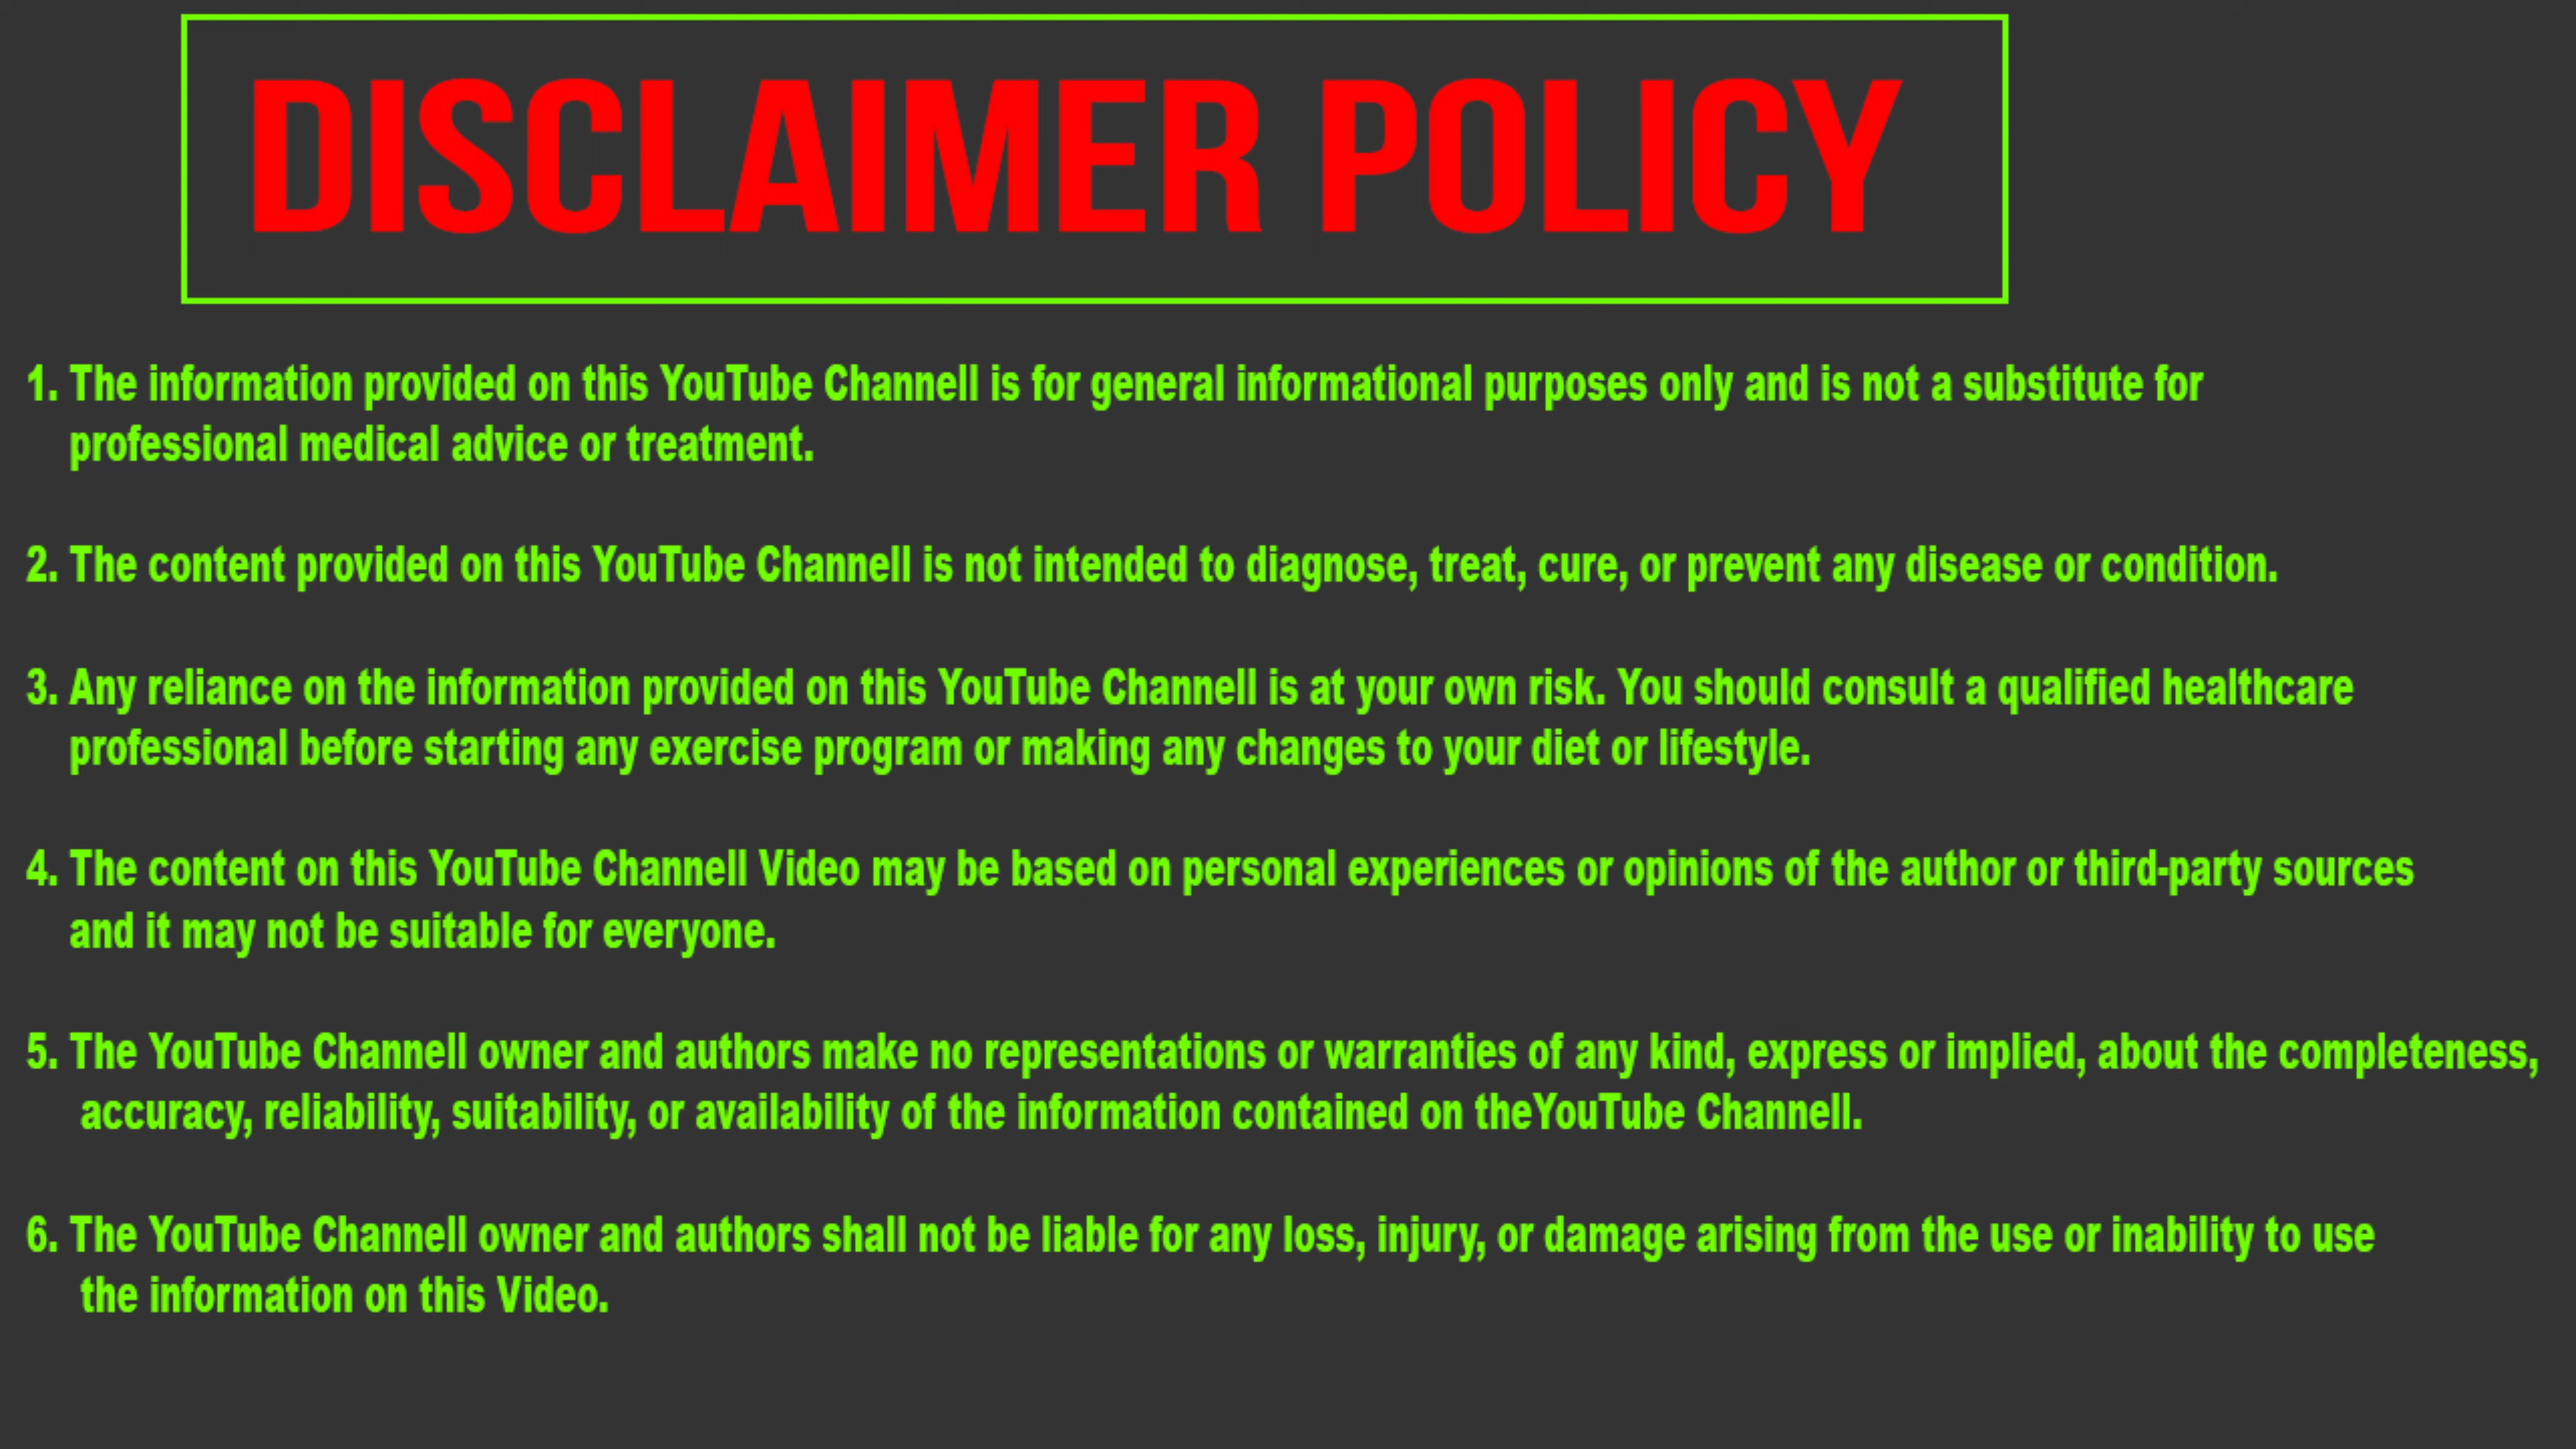 DISCLAIMER POLICY
1. The information provided on this YouTube Channell is for general informational purposes only and is not a substitute for
professional medical advice or treatment.
2. The content provided on this YouTube Channell is not intended to diagnose, treat, cure, or prevent any disease or condition.
3. Any reliance on the information provided on this YouTube Channell is at your own risk. You should consult a qualified healthcare
professional before starting any exercise program or making any changes to your diet or lifestyle.
4. The content on this YouTube Channell Video may be based on personal experiences or opinions of the author or third-party sources
and it may not be suitable for everyone.
5. The YouTube Channell owner and authors make no representations or warranties of any kind, express or implied, about the completeness,
accuracy, reliability, suitability, or availability of the information contained on theYouTube Channell.
6. The YouTube Channell owner and authors shall not be liable for any loss, injury, or damage arising from the use or inability to use
the information on this Video.